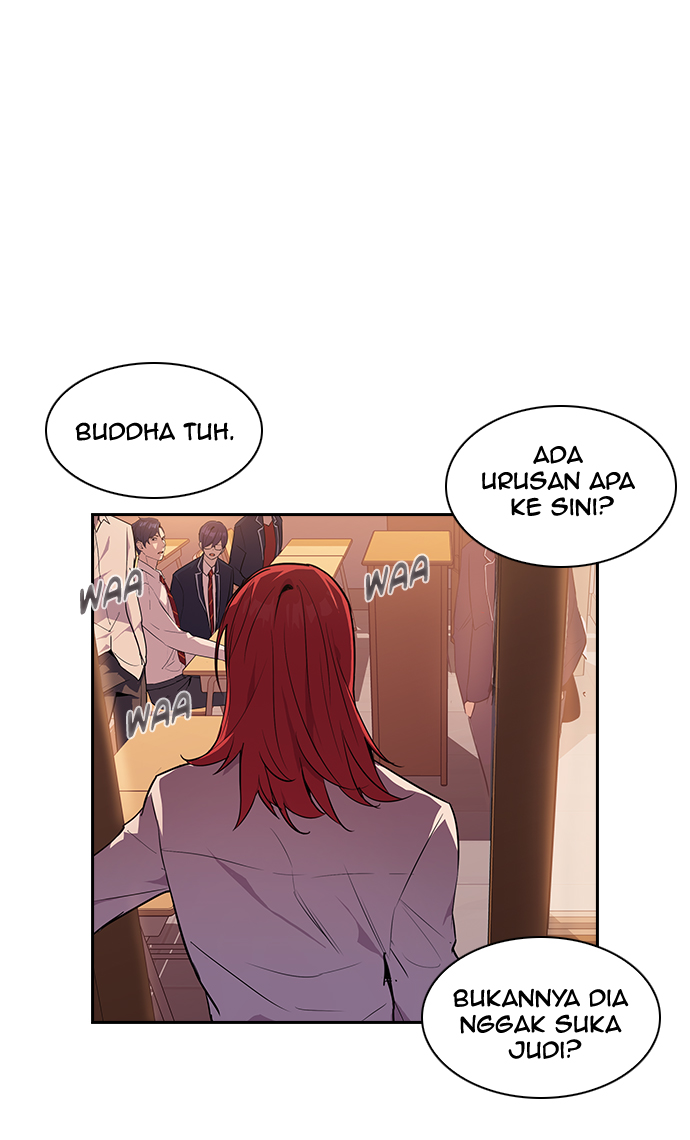 BUDDHA TUH.
ADA
URUSAN APA
KE SINI?
WAA
WAA
WAA
BUKANNYA DIA
NGGAK SUKA
JUDI?